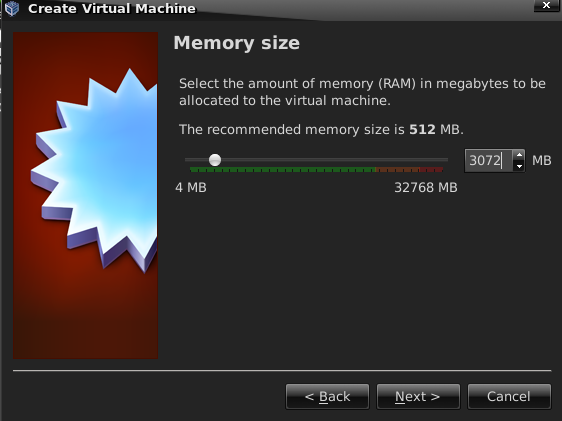 Create Virtual Machine
Memory size
Select the amount of memory (RAM) in megabytes to be
allocated to the virtual machine.
The recommended memory size is 512 MB.
3072 MB
4 MB 32768 MB
< Back Next > Cancel